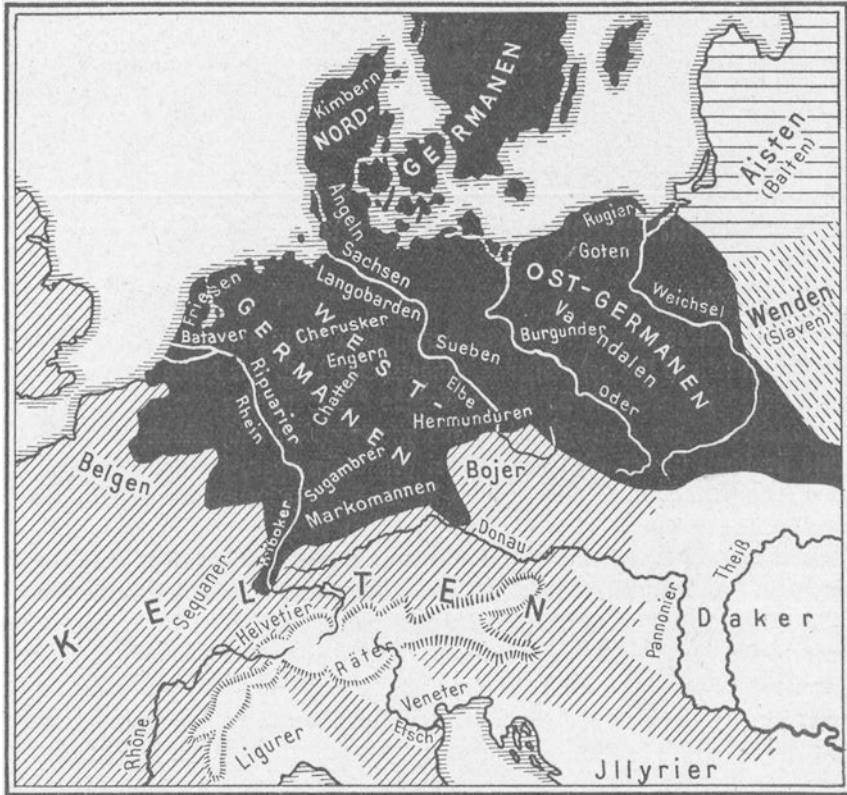 Kimbern
NORD-
GERMANEN
Angeln
Sachsen
Aisten
(Balten)
Rugier
Goten
OST-GERMANEN
Weichsel
Wenden
(Slaven)
Friesen
GERMANEN
Langobarden
WEST-
Bataver
Cherusker
Engern
Chatten
Sueben
Burgunder
Vandalen
Ripuarier
Rhein
Elbe
Oder
Hermunduren
Belgen
Sugambrer
Bojer
Markomannen
Donau
Sequaner
KELTEN
Helvetier
Räter
Theiß
Pannonier
Daker
Veneter
Rhône
Etsch
Ligurer
Jllyrier